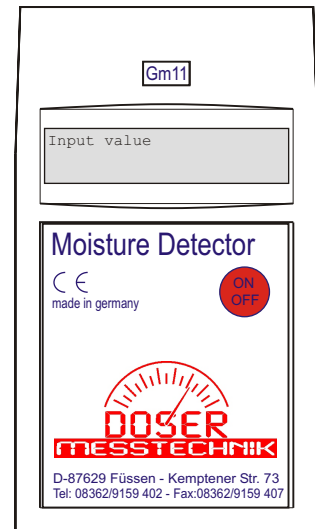 Gm11
Input value
Moisture Detector
CE
made in germany
ON
OFF
DOSER
MESSTECHNIK
D-87629 Füssen - Kemptener Str. 73
Tel: 08362/9159 402 - Fax:08362/9159 407